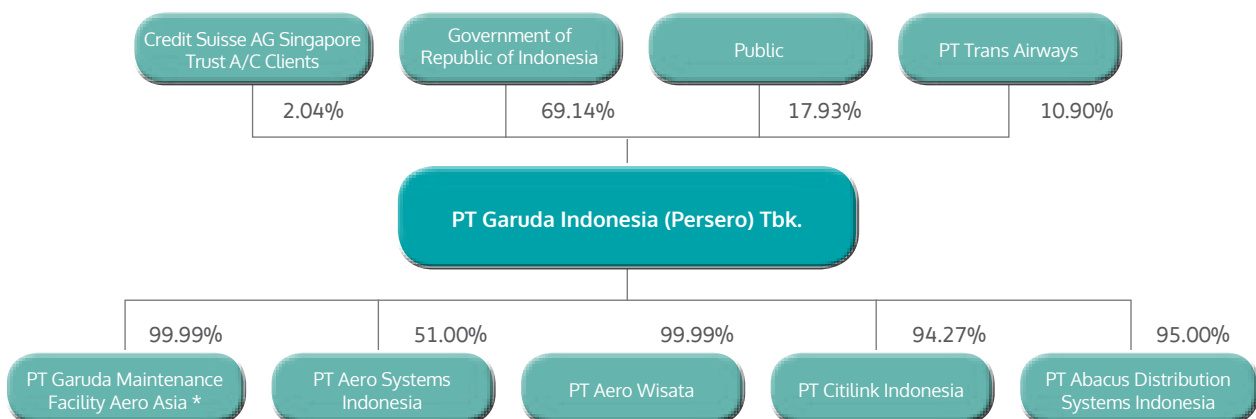 Credit Suisse AG Singapore
Trust A/C Clients
Government of
Republic of Indonesia
Public
PT Trans Airways
2.04%
69.14%
17.93%
10.90%
PT Garuda Indonesia (Persero) Tbk.
99.99%
51.00%
99.99%
94.27%
95.00%
PT Garuda Maintenance
Facility Aero Asia *
PT Aero Systems
Indonesia
PT Aero Wisata
PT Citilink Indonesia
PT Abacus Distribution
Systems Indonesia